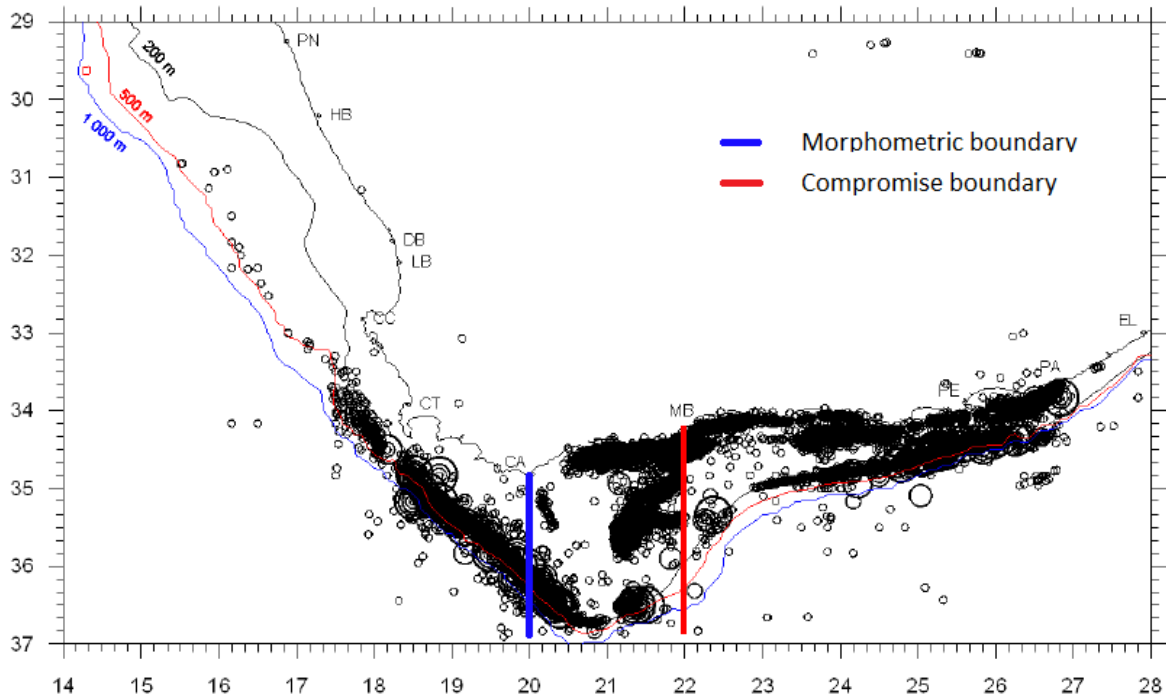 29
PN
200 m
30
500 m
HB
1 000 m
Morphometric boundary
31
Compromise boundary
DB
32
LB
33
CC
EL
PA
PE
34
CT
MB
CA
35
36
37
14 15 16 17 18 19 20 21 22 23 24 25 26 27 28